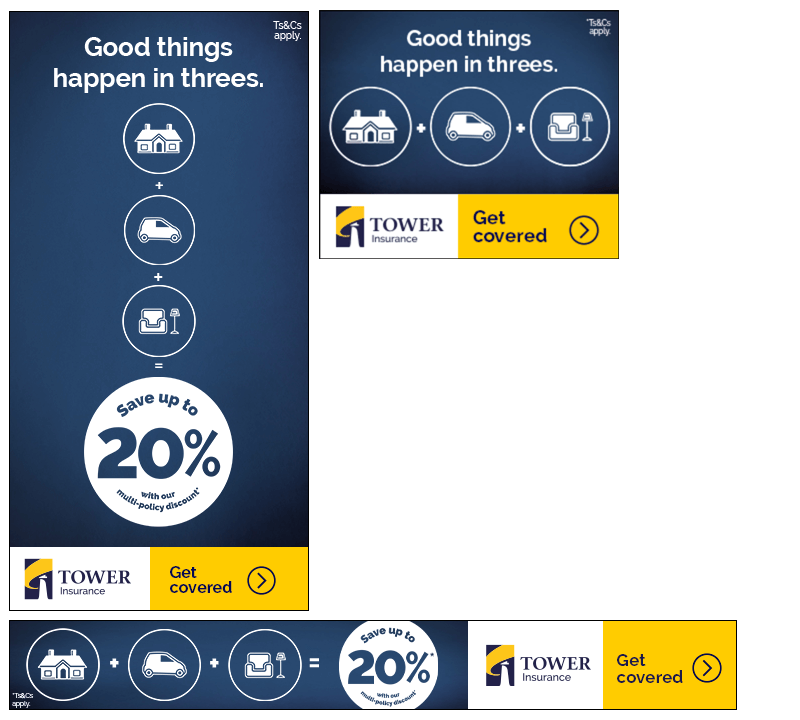 Ts&Cs
apply.
Good things
happen in threes.
+
+
=
Save up to
20%
with our
multi-policy discount*
TOWER
Insurance
Get
covered
*Ts&Cs
apply.
Good things
happen in threes.
+ +
TOWER
Insurance
Get
covered
+ + =
Save up to
20%*
with our
multi-policy discount*
*Ts&Cs
apply.
TOWER
Insurance
Get
covered